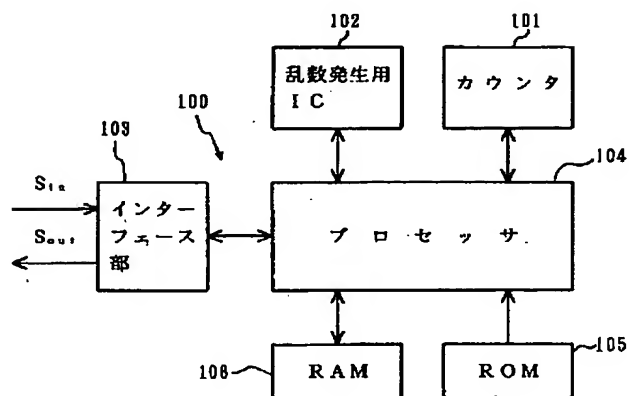 102
101
乱数発生用
IC
カウンタ
100
103
104
Sin
インター
フェース
部
プロセッサ
Sout
106
RAM
ROM
105